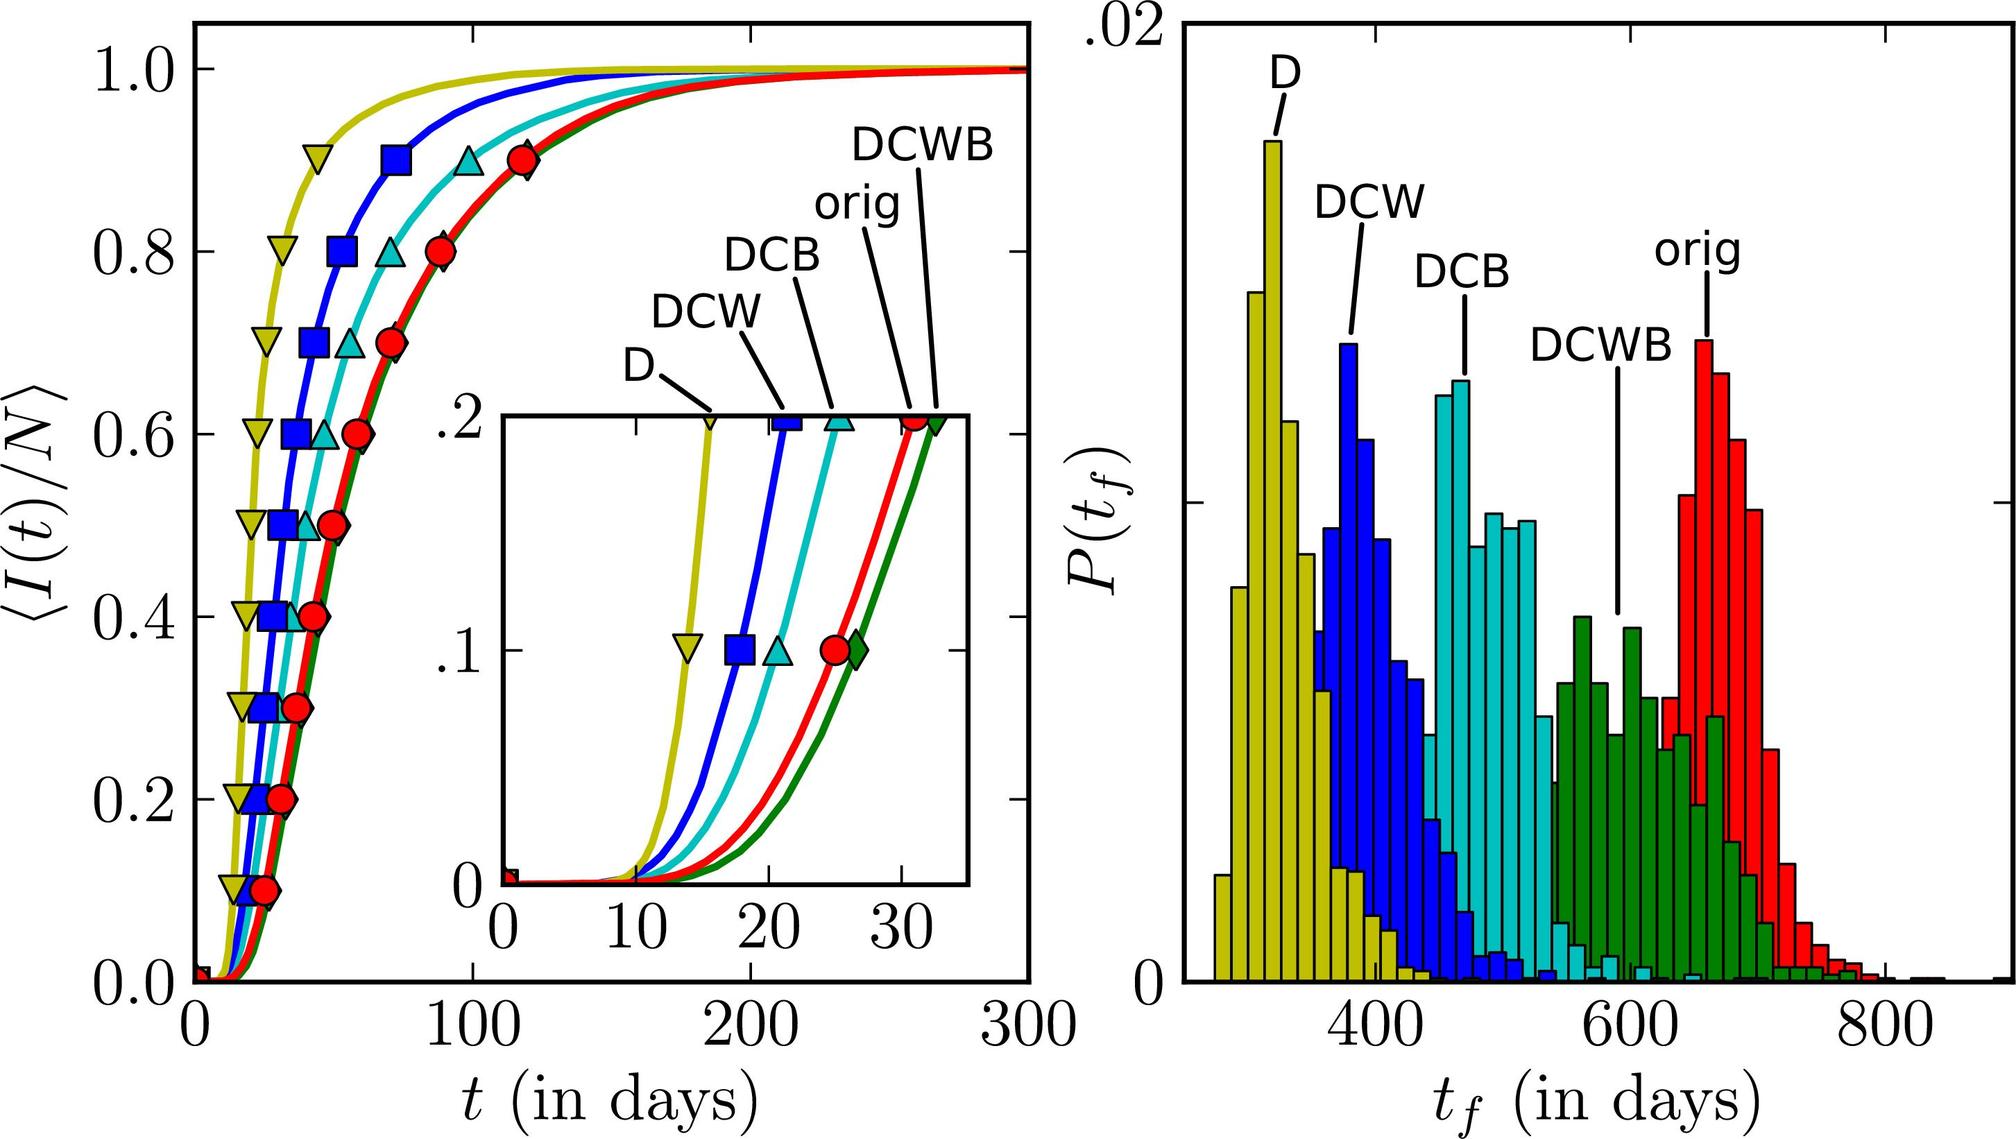 1.0
0.8
0.6
0.4
0.2
0.0
⟨I(t)/N⟩
0 100 200 300
t (in days)
DCWB
orig
DCB
DCW
D
.2
.1
0
0 10 20 30
.02
0
P(t_f)
D
DCW
DCB
orig
DCWB
400 600 800
t_f (in days)